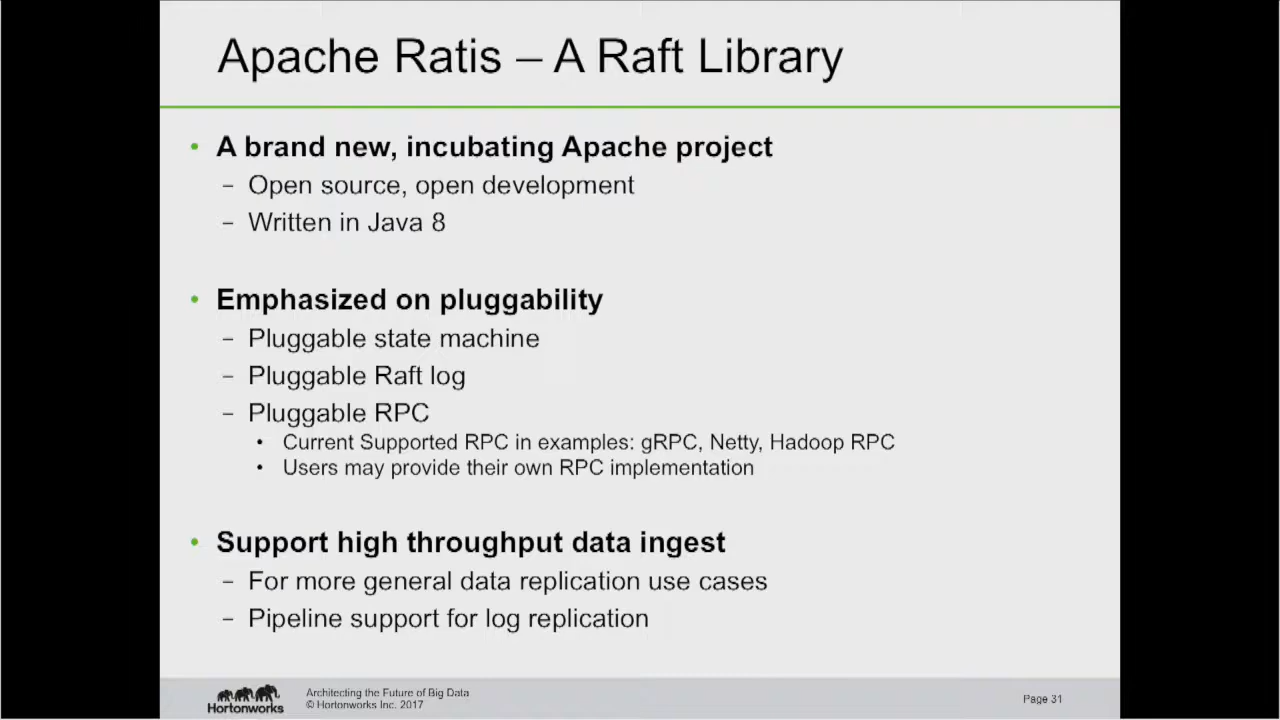 Apache Ratis – A Raft Library
• A brand new, incubating Apache project
– Open source, open development
– Written in Java 8
• Emphasized on pluggability
– Pluggable state machine
– Pluggable Raft log
– Pluggable RPC
• Current Supported RPC in examples: gRPC, Netty, Hadoop RPC
• Users may provide their own RPC implementation
• Support high throughput data ingest
– For more general data replication use cases
– Pipeline support for log replication
Hortonworks
Architecting the Future of Big Data
© Hortonworks Inc. 2017
Page 31